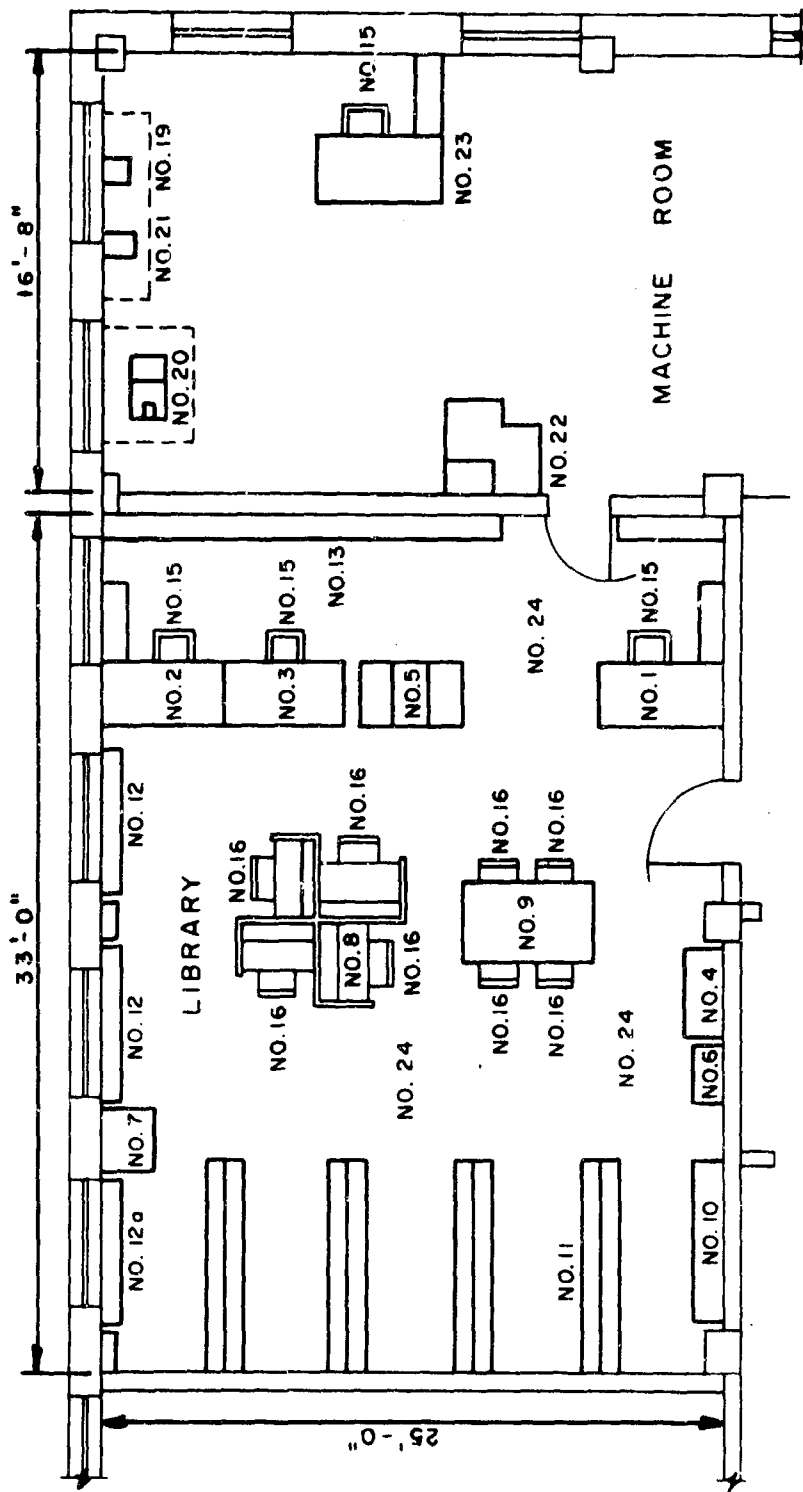 33'-0"
16'-8"
NO.12a
NO.7
NO.12
NO.12
NO.21
NO.19
NO.20
NO.2
NO.15
LIBRARY
NO.16
NO.16
NO.3
NO.15
NO.13
NO.8
NO.16
NO.15
NO.24
NO.16
NO.5
25'-0"
NO.23
NO.16
NO.16
NO.9
NO.24
NO.16
NO.16
NO.11
NO.22
NO.24
NO.1
NO.15
MACHINE ROOM
NO.10
NO.6
NO.4